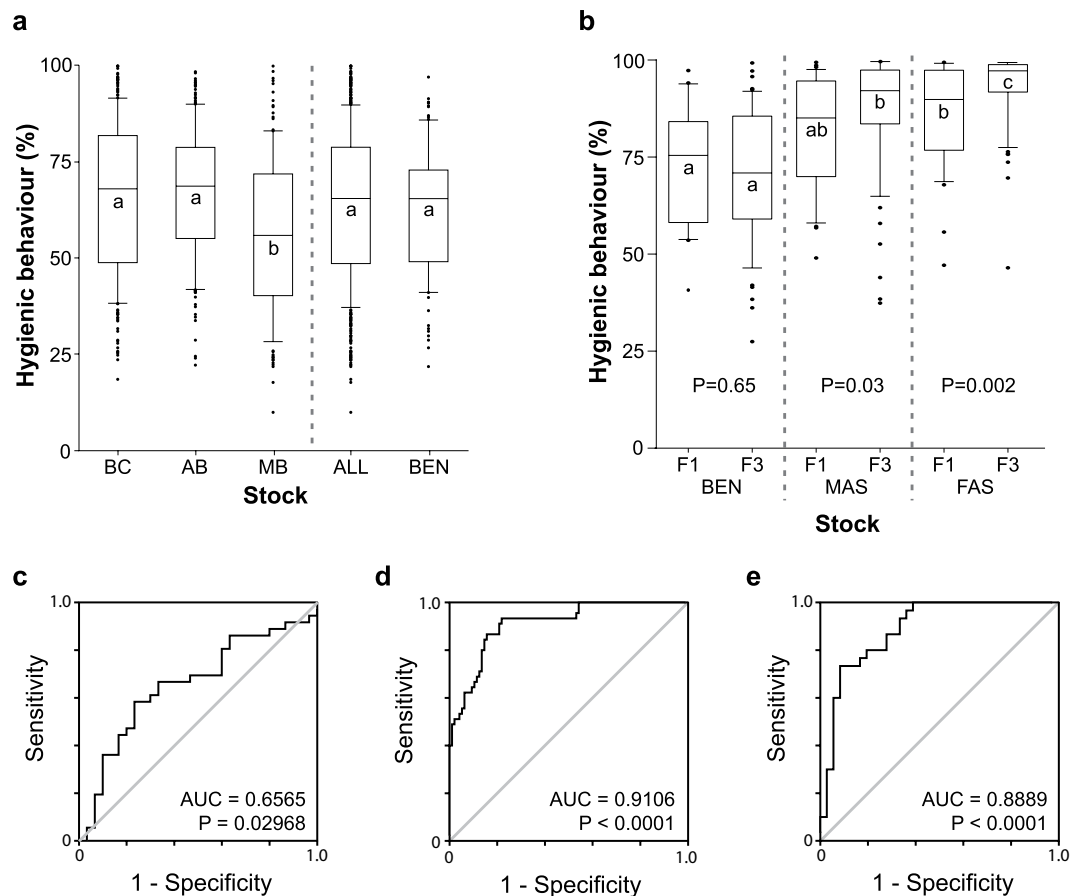 a
100
75
50
25
0
Hygienic behaviour (%)
a
a
b
a
a
BC AB MB ALL BEN
Stock
b
100
75
50
25
0
Hygienic behaviour (%)
a
a
ab
b
b
c
P=0.65 P=0.03 P=0.002
F1 F3 F1 F3 F1 F3
BEN MAS FAS
Stock
c
1.0
Sensitivity
AUC = 0.6565
P = 0.02968
0
0 1.0
1 - Specificity
d
1.0
Sensitivity
AUC = 0.9106
P < 0.0001
0
0 1.0
1 - Specificity
e
1.0
Sensitivity
AUC = 0.8889
P < 0.0001
0
0 1.0
1 - Specificity